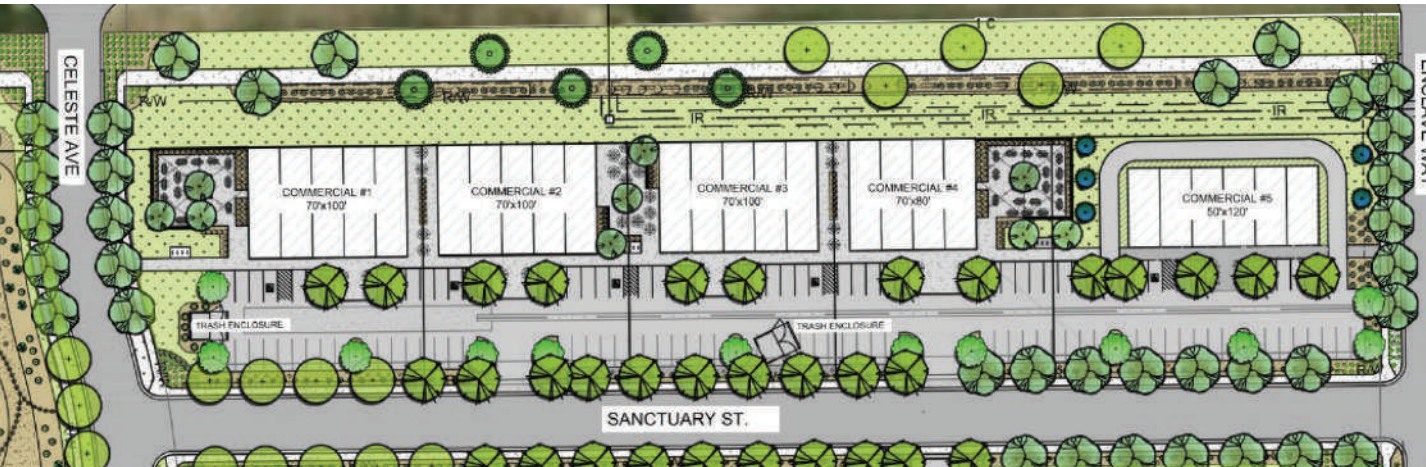 CELESTE AVE
R/W
R/W
IR
IR
IR
COMMERCIAL #1
70'x100'
COMMERCIAL #2
70'x100'
COMMERCIAL #3
70'x100'
COMMERCIAL #4
70'x80'
COMMERCIAL #5
50'x120'
TRASH ENCLOSURE
TRASH ENCLOSURE
R/W
SANCTUARY ST.